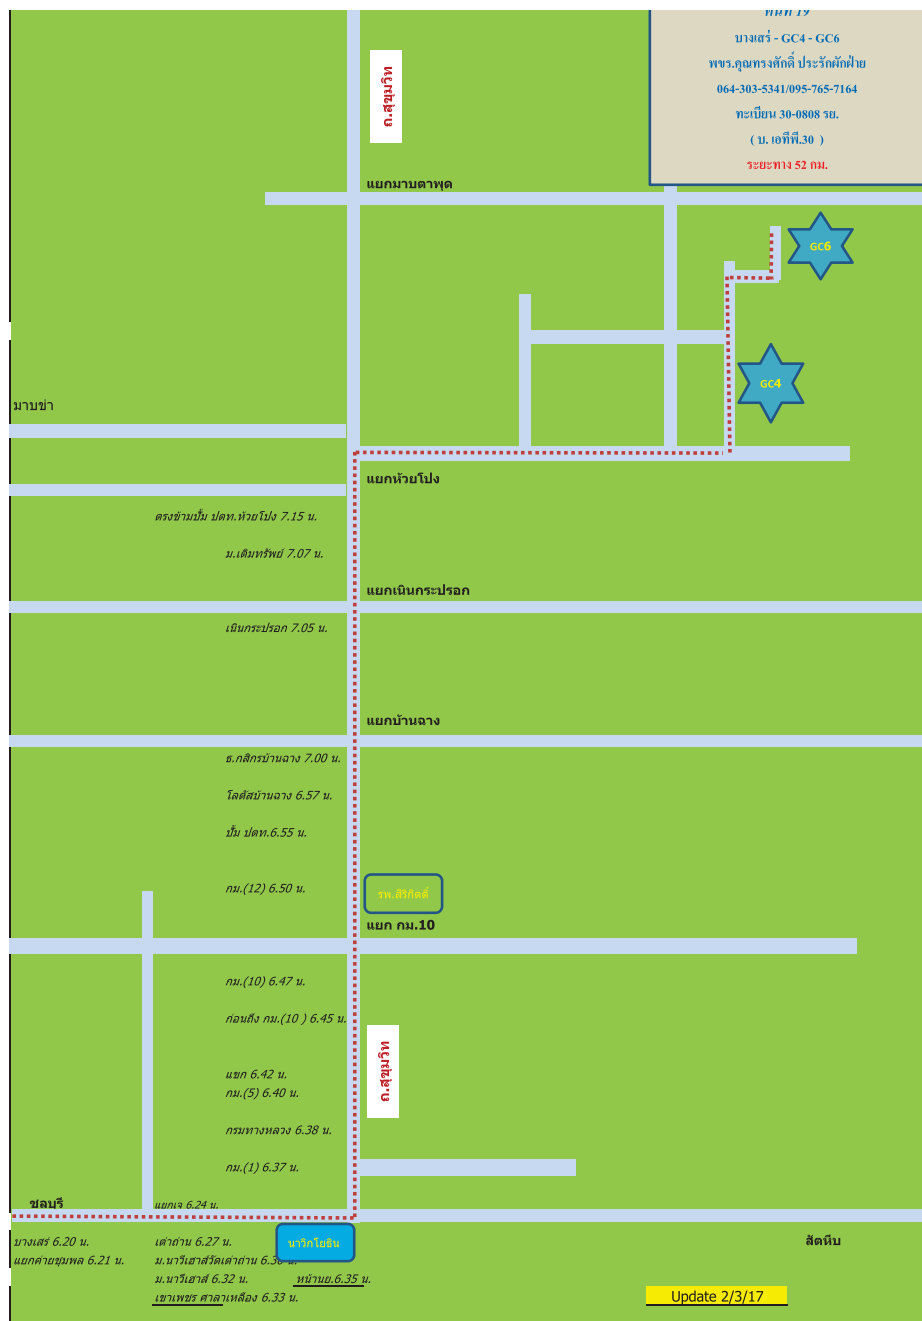 คันที่ 19
บางเสร่ - GC4 - GC6
พขร.คุณทรงศักดิ์ ประรักผักฝ่าย
064-303-5341/095-765-7164
ทะเบียน 30-0808 รย.
( บ. เอทีพี.30 )
ระยะทาง 52 กม.
ถ.สุขุมวิท
แยกมาบตาพุด
GC6
GC4
มาบข่า
แยกห้วยโป่ง
ตรงข้ามปั้ม ปตท.ห้วยโปง 7.15 น.
ม.เติมทรัพย์ 7.07 น.
แยกเนินกระปรอก
เนินกระปรอก 7.05 น.
แยกบ้านฉาง
ธ.กสิกรบ้านฉาง 7.00 น.
โลตัสบ้านฉาง 6.57 น.
ปั้ม ปตท.6.55 น.
กม.(12) 6.50 น.
รพ.สิริกิตติ์
แยก กม.10
กม.(10) 6.47 น.
ก่อนถึง กม.(10 ) 6.45 น.
ถ.สุขุมวิท
แขก 6.42 น.
กม.(5) 6.40 น.
กรมทางหลวง 6.38 น.
กม.(1) 6.37 น.
ชลบุรี
แยกเจ 6.24 น.
บางเสร่ 6.20 น.
เตาถ่าน 6.27 น.
นาวิกโยธิน
สัตหีบ
แยกค่ายชุมพล 6.21 น.
ม.นาวีเฮาส์วัดเตาถ่าน 6.30 น.
ม.นาวีเฮาส์ 6.32 น.
หน้านย.6.35 น.
เขาเพชร ศาลาเหลือง 6.33 น.
Update 2/3/17